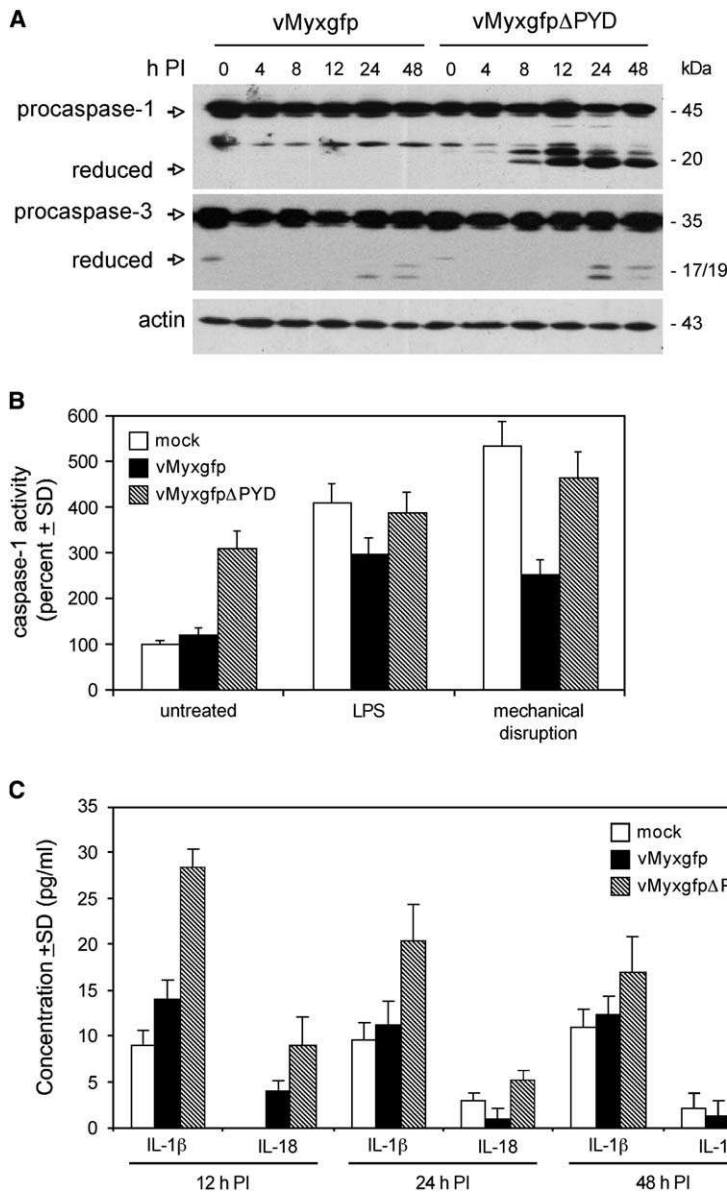 A
vMyxgfp vMyxgfpΔPYD
h PI 0 4 8 12 24 48 0 4 8 12 24 48 kDa
procaspase-1 - 45
reduced - 20
procaspase-3 - 35
reduced - 17/19
actin - 43
B
caspase-1 activity
(percent ± SD)
600
500
400
300
200
100
0
mock
vMyxgfp
vMyxgfpΔPYD
untreated LPS mechanical
disruption
C
Concentration ±SD (pg/ml)
35
30
25
20
15
10
5
0
mock
vMyxgfp
vMyxgfpΔP
IL-1β IL-18 IL-1β IL-18 IL-1β IL-1
12 h PI 24 h PI 48 h PI